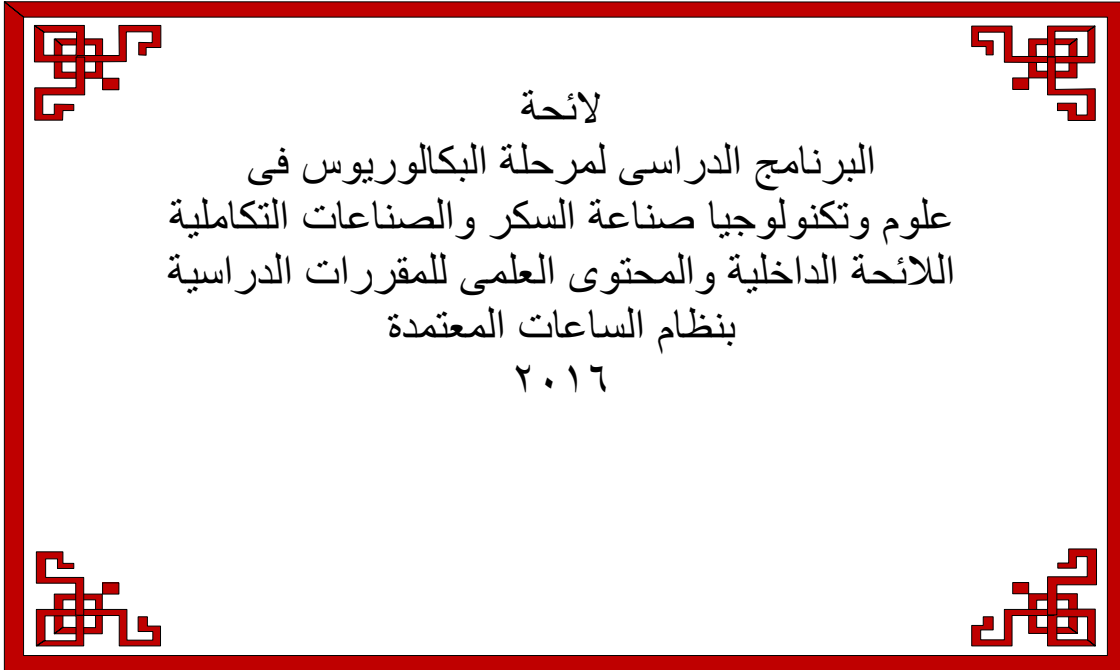 لائحة
البرنامج الدراسى لمرحلة البكالوريوس فى
علوم وتكنولوجيا صناعة السكر والصناعات التكاملية
اللائحة الداخلية والمحتوى العلمى للمقررات الدراسية
بنظام الساعات المعتمدة
٢٠١٦